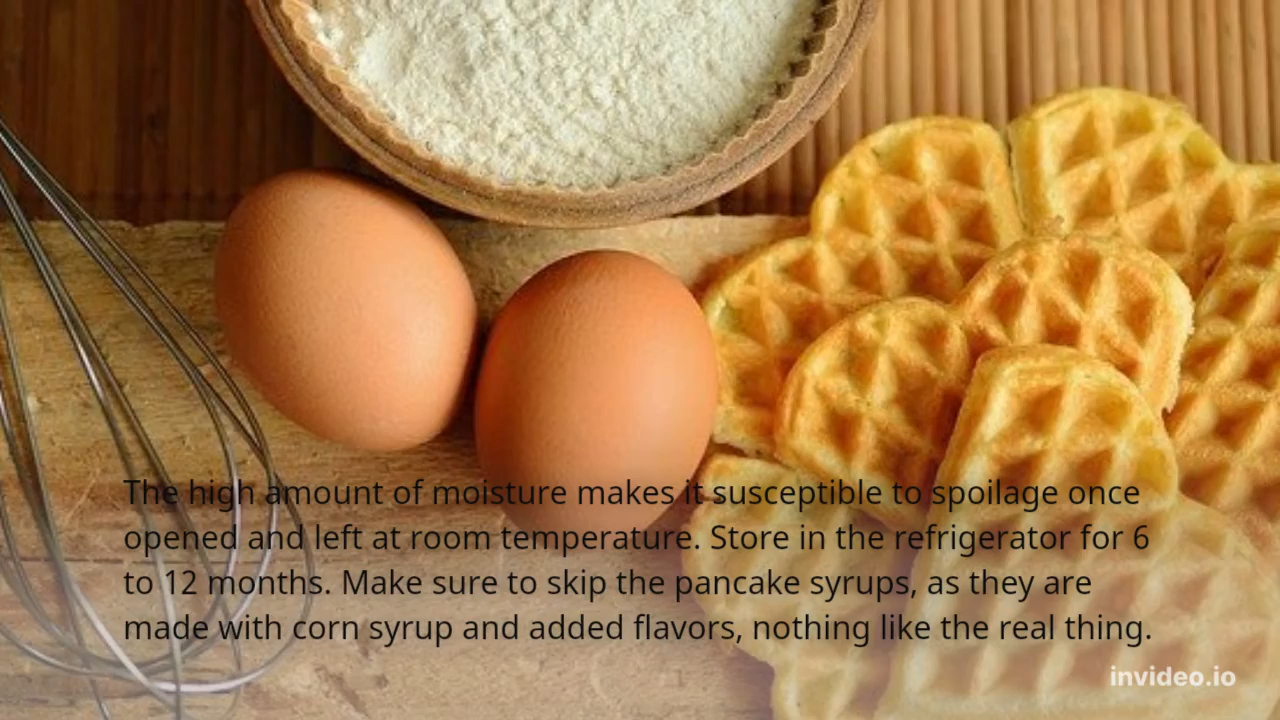 The high amount of moisture makes it susceptible to spoilage once
opened and left at room temperature. Store in the refrigerator for 6
to 12 months. Make sure to skip the pancake syrups, as they are
made with corn syrup and added flavors, nothing like the real thing.
invideo.io